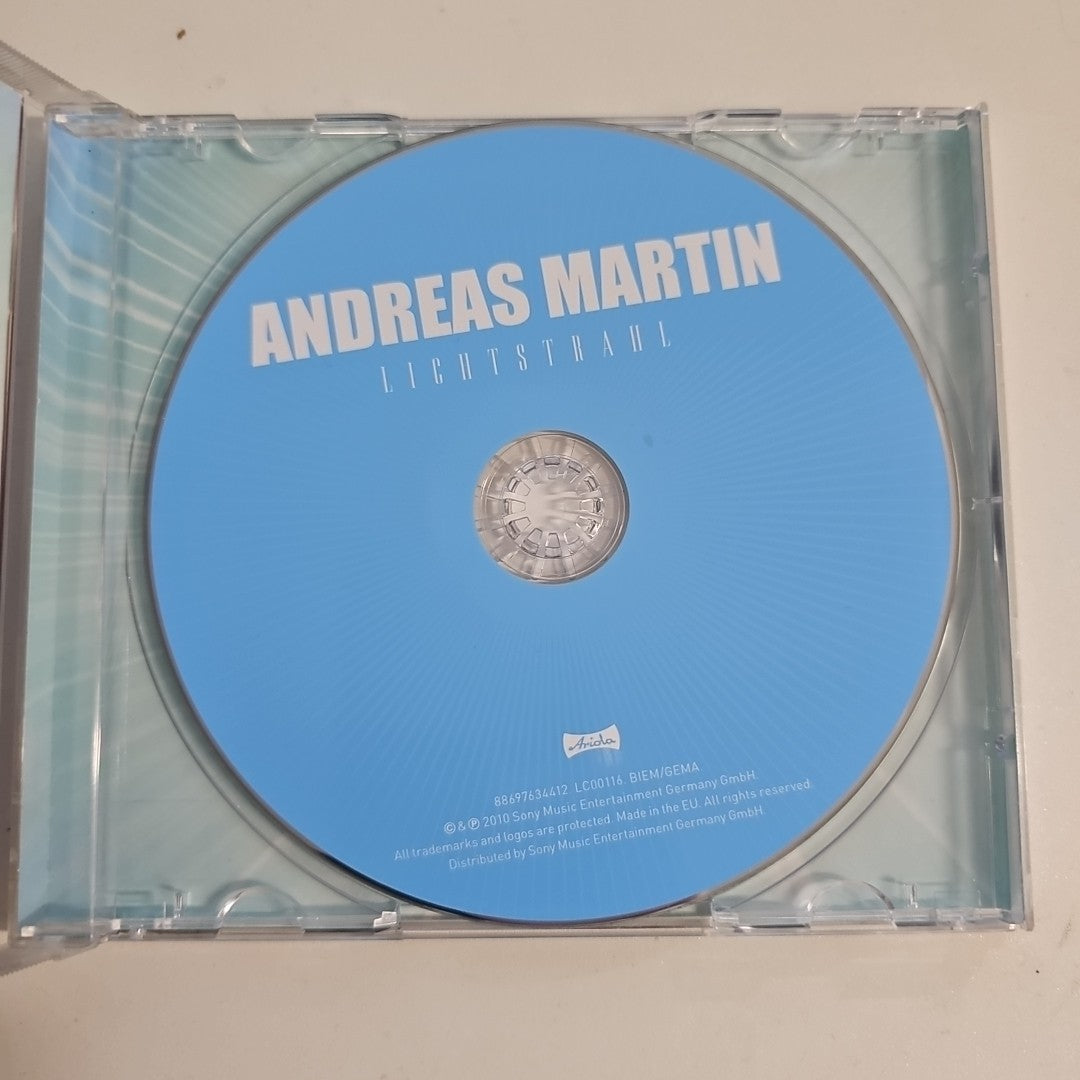 ANDREAS MARTIN
LICHTSTRAHL
Ariola
88697634412 LC00116. BIEM/GEMA
© & ℗ 2010 Sony Music Entertainment Germany GmbH.
All trademarks and logos are protected. Made in the EU. All rights reserved.
Distributed by Sony Music Entertainment Germany GmbH.